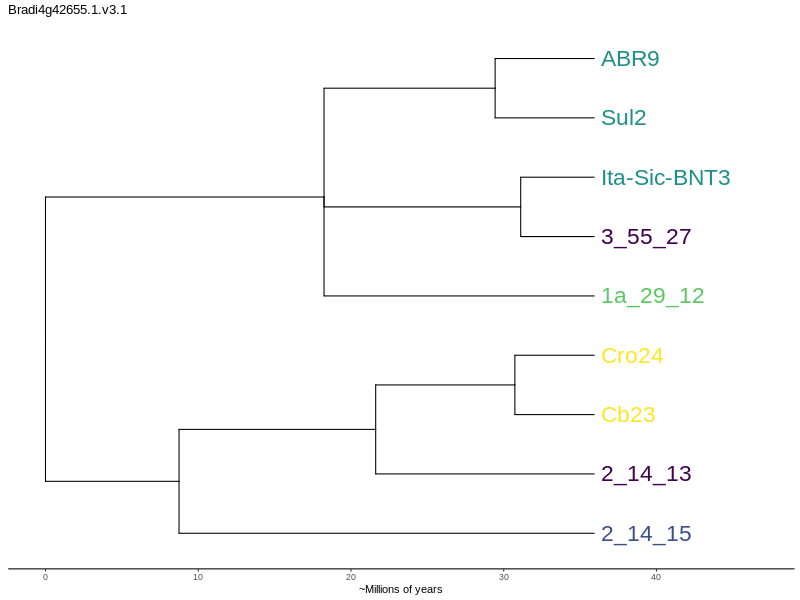 Bradi4g42655.1.v3.1
ABR9
Sul2
Ita-Sic-BNT3
3_55_27
1a_29_12
Cro24
Cb23
2_14_13
2_14_15
0 10 20 30 40
~Millions of years